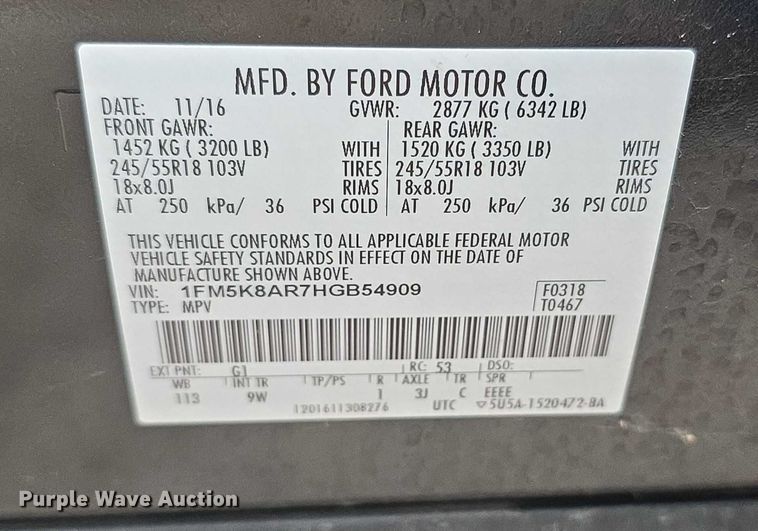 MFD. BY FORD MOTOR CO.
DATE: 11/16 GVWR: 2877 KG ( 6342 LB)
FRONT GAWR: REAR GAWR:
1452 KG ( 3200 LB) WITH 1520 KG ( 3350 LB) WITH
245/55R18 103V TIRES 245/55R18 103V TIRES
18x8.0J RIMS 18x8.0J RIMS
AT 250 kPa/ 36 PSI COLD AT 250 kPa/ 36 PSI COLD
THIS VEHICLE CONFORMS TO ALL APPLICABLE FEDERAL MOTOR
VEHICLE SAFETY STANDARDS IN EFFECT ON THE DATE OF
MANUFACTURE SHOWN ABOVE.
VIN: 1FM5K8AR7HGB54909 F0318
TYPE: MPV T0467
EXT PNT: G1 RC: 53 DSO:
WB INT TR TP/PS R AXLE TR SPR
113 9W 1 3J C EEEE
1201611308276 UTC ▽5U5A-1520472-BA
Purple Wave Auction